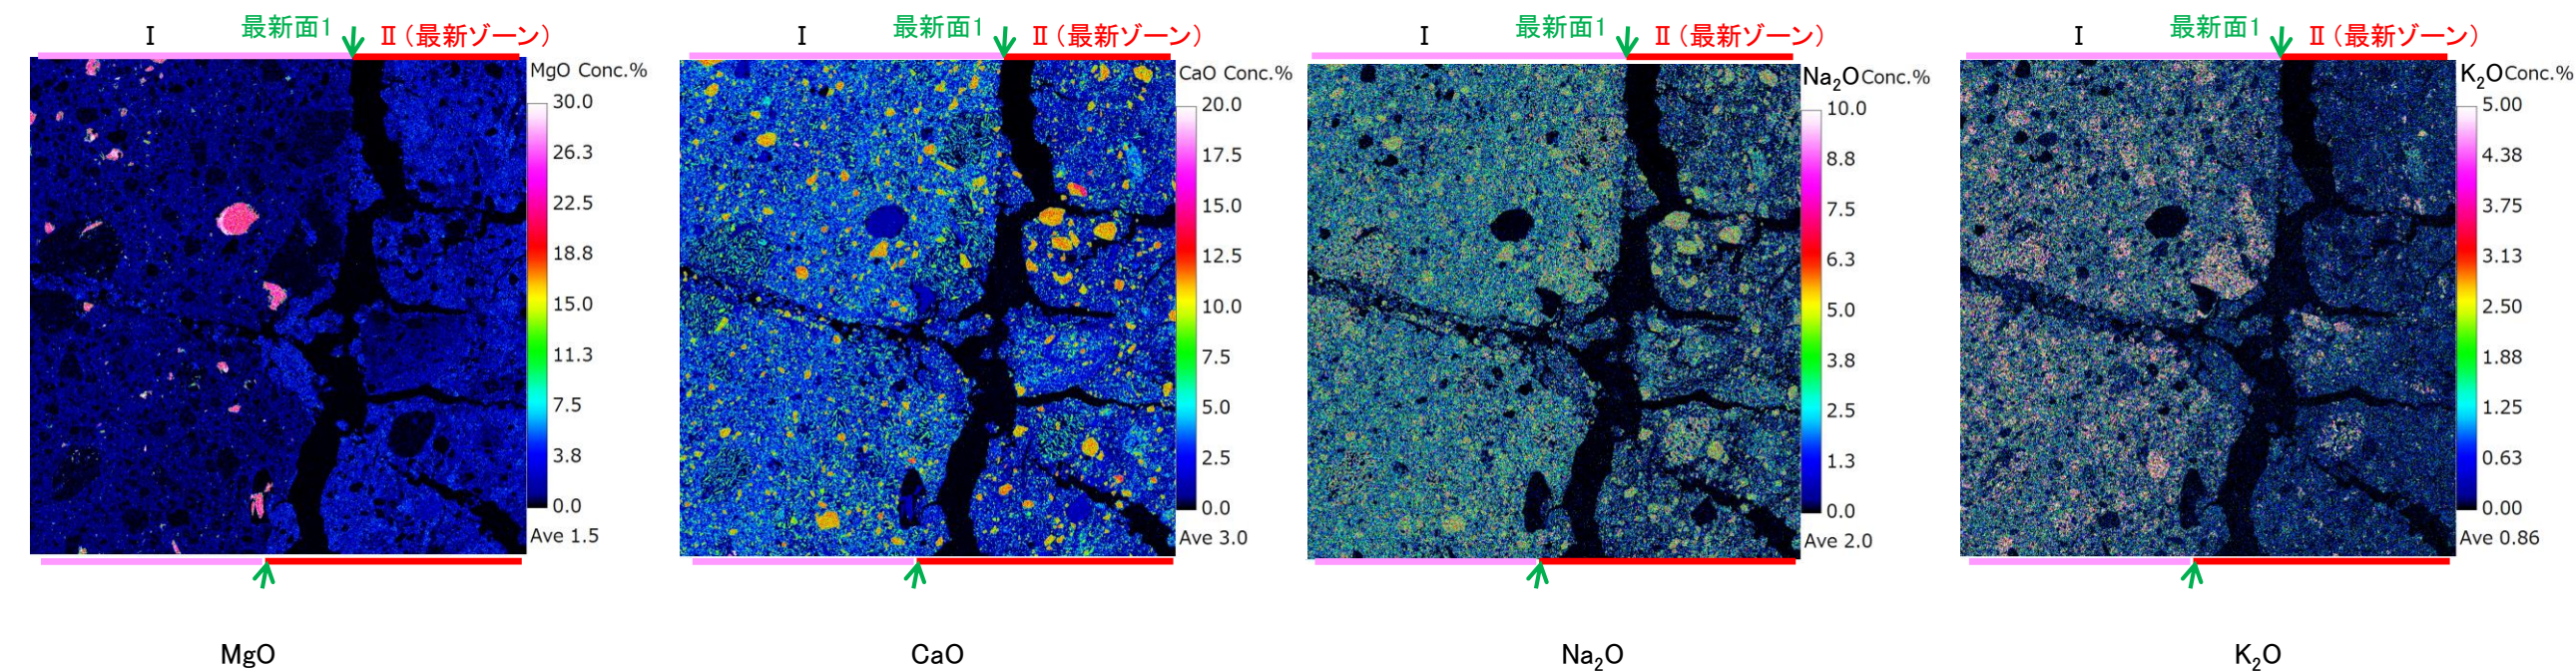 I 最新面1 Ⅱ(最新ゾーン)
MgO Conc.%
30.0
26.3
22.5
18.8
15.0
11.3
7.5
3.8
0.0
Ave 1.5
MgO
I 最新面1 Ⅱ(最新ゾーン)
CaO Conc.%
20.0
17.5
15.0
12.5
10.0
7.5
5.0
2.5
0.0
Ave 3.0
CaO
I 最新面1 Ⅱ(最新ゾーン)
Na₂O Conc.%
10.0
8.8
7.5
6.3
5.0
3.8
2.5
1.3
0.0
Ave 2.0
Na₂O
I 最新面1 Ⅱ(最新ゾーン)
K₂O Conc.%
5.00
4.38
3.75
3.13
2.50
1.88
1.25
0.63
0.00
Ave 0.86
K₂O